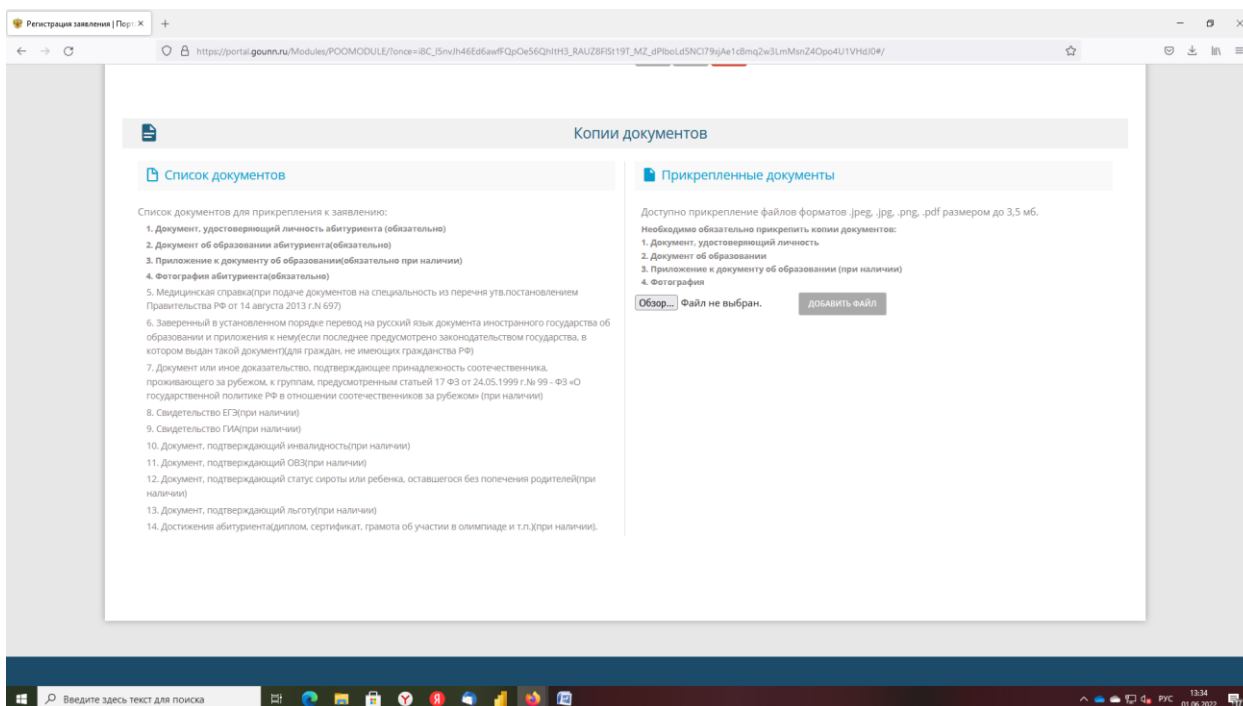 Регистрация заявления | Порт
https://portal.gounn.ru/Modules/POOMODULE/
Копии документов
Список документов
Список документов для прикрепления к заявлению:
1. Документ, удостоверяющий личность абитуриента (обязательно)
2. Документ об образовании абитуриента(обязательно)
3. Приложение к документу об образовании(обязательно при наличии)
4. Фотография абитуриента(обязательно)
5. Медицинская справка(при подаче документов на специальность из перечня утв.постановлением
Правительства РФ от 14 августа 2013 г.N 697)
6. Заверенный в установленном порядке перевод на русский язык документа иностранного государства об
образовании и приложения к нему(если последнее предусмотрено законодательством государства, в
котором выдан такой документ)(для граждан, не имеющих гражданства РФ)
7. Документ или иное доказательство, подтверждающее принадлежность соотечественника,
проживающего за рубежом, к группам, предусмотренным статьей 17 ФЗ от 24.05.1999 г.№ 99 - ФЗ «О
государственной политике РФ в отношении соотечественников за рубежом» (при наличии)
8. Свидетельство ЕГЭ(при наличии)
9. Свидетельство ГИА(при наличии)
10. Документ, подтверждающий инвалидность(при наличии)
11. Документ, подтверждающий ОВЗ(при наличии)
12. Документ, подтверждающий статус сироты или ребенка, оставшегося без попечения родителей(при
наличии)
13. Документ, подтверждающий льготу(при наличии)
14. Достижения абитуриента(диплом, сертификат, грамота об участии в олимпиаде и т.п.)(при наличии).
Прикрепленные документы
Доступно прикрепление файлов форматов .jpeg, .jpg, .png, .pdf размером до 3,5 мб.
Необходимо обязательно прикрепить копии документов:
1. Документ, удостоверяющий личность
2. Документ об образовании
3. Приложение к документу об образовании (при наличии)
4. Фотография
Обзор... Файл не выбран. ДОБАВИТЬ ФАЙЛ
Введите здесь текст для поиска
РУС 13:34
01.06.2022